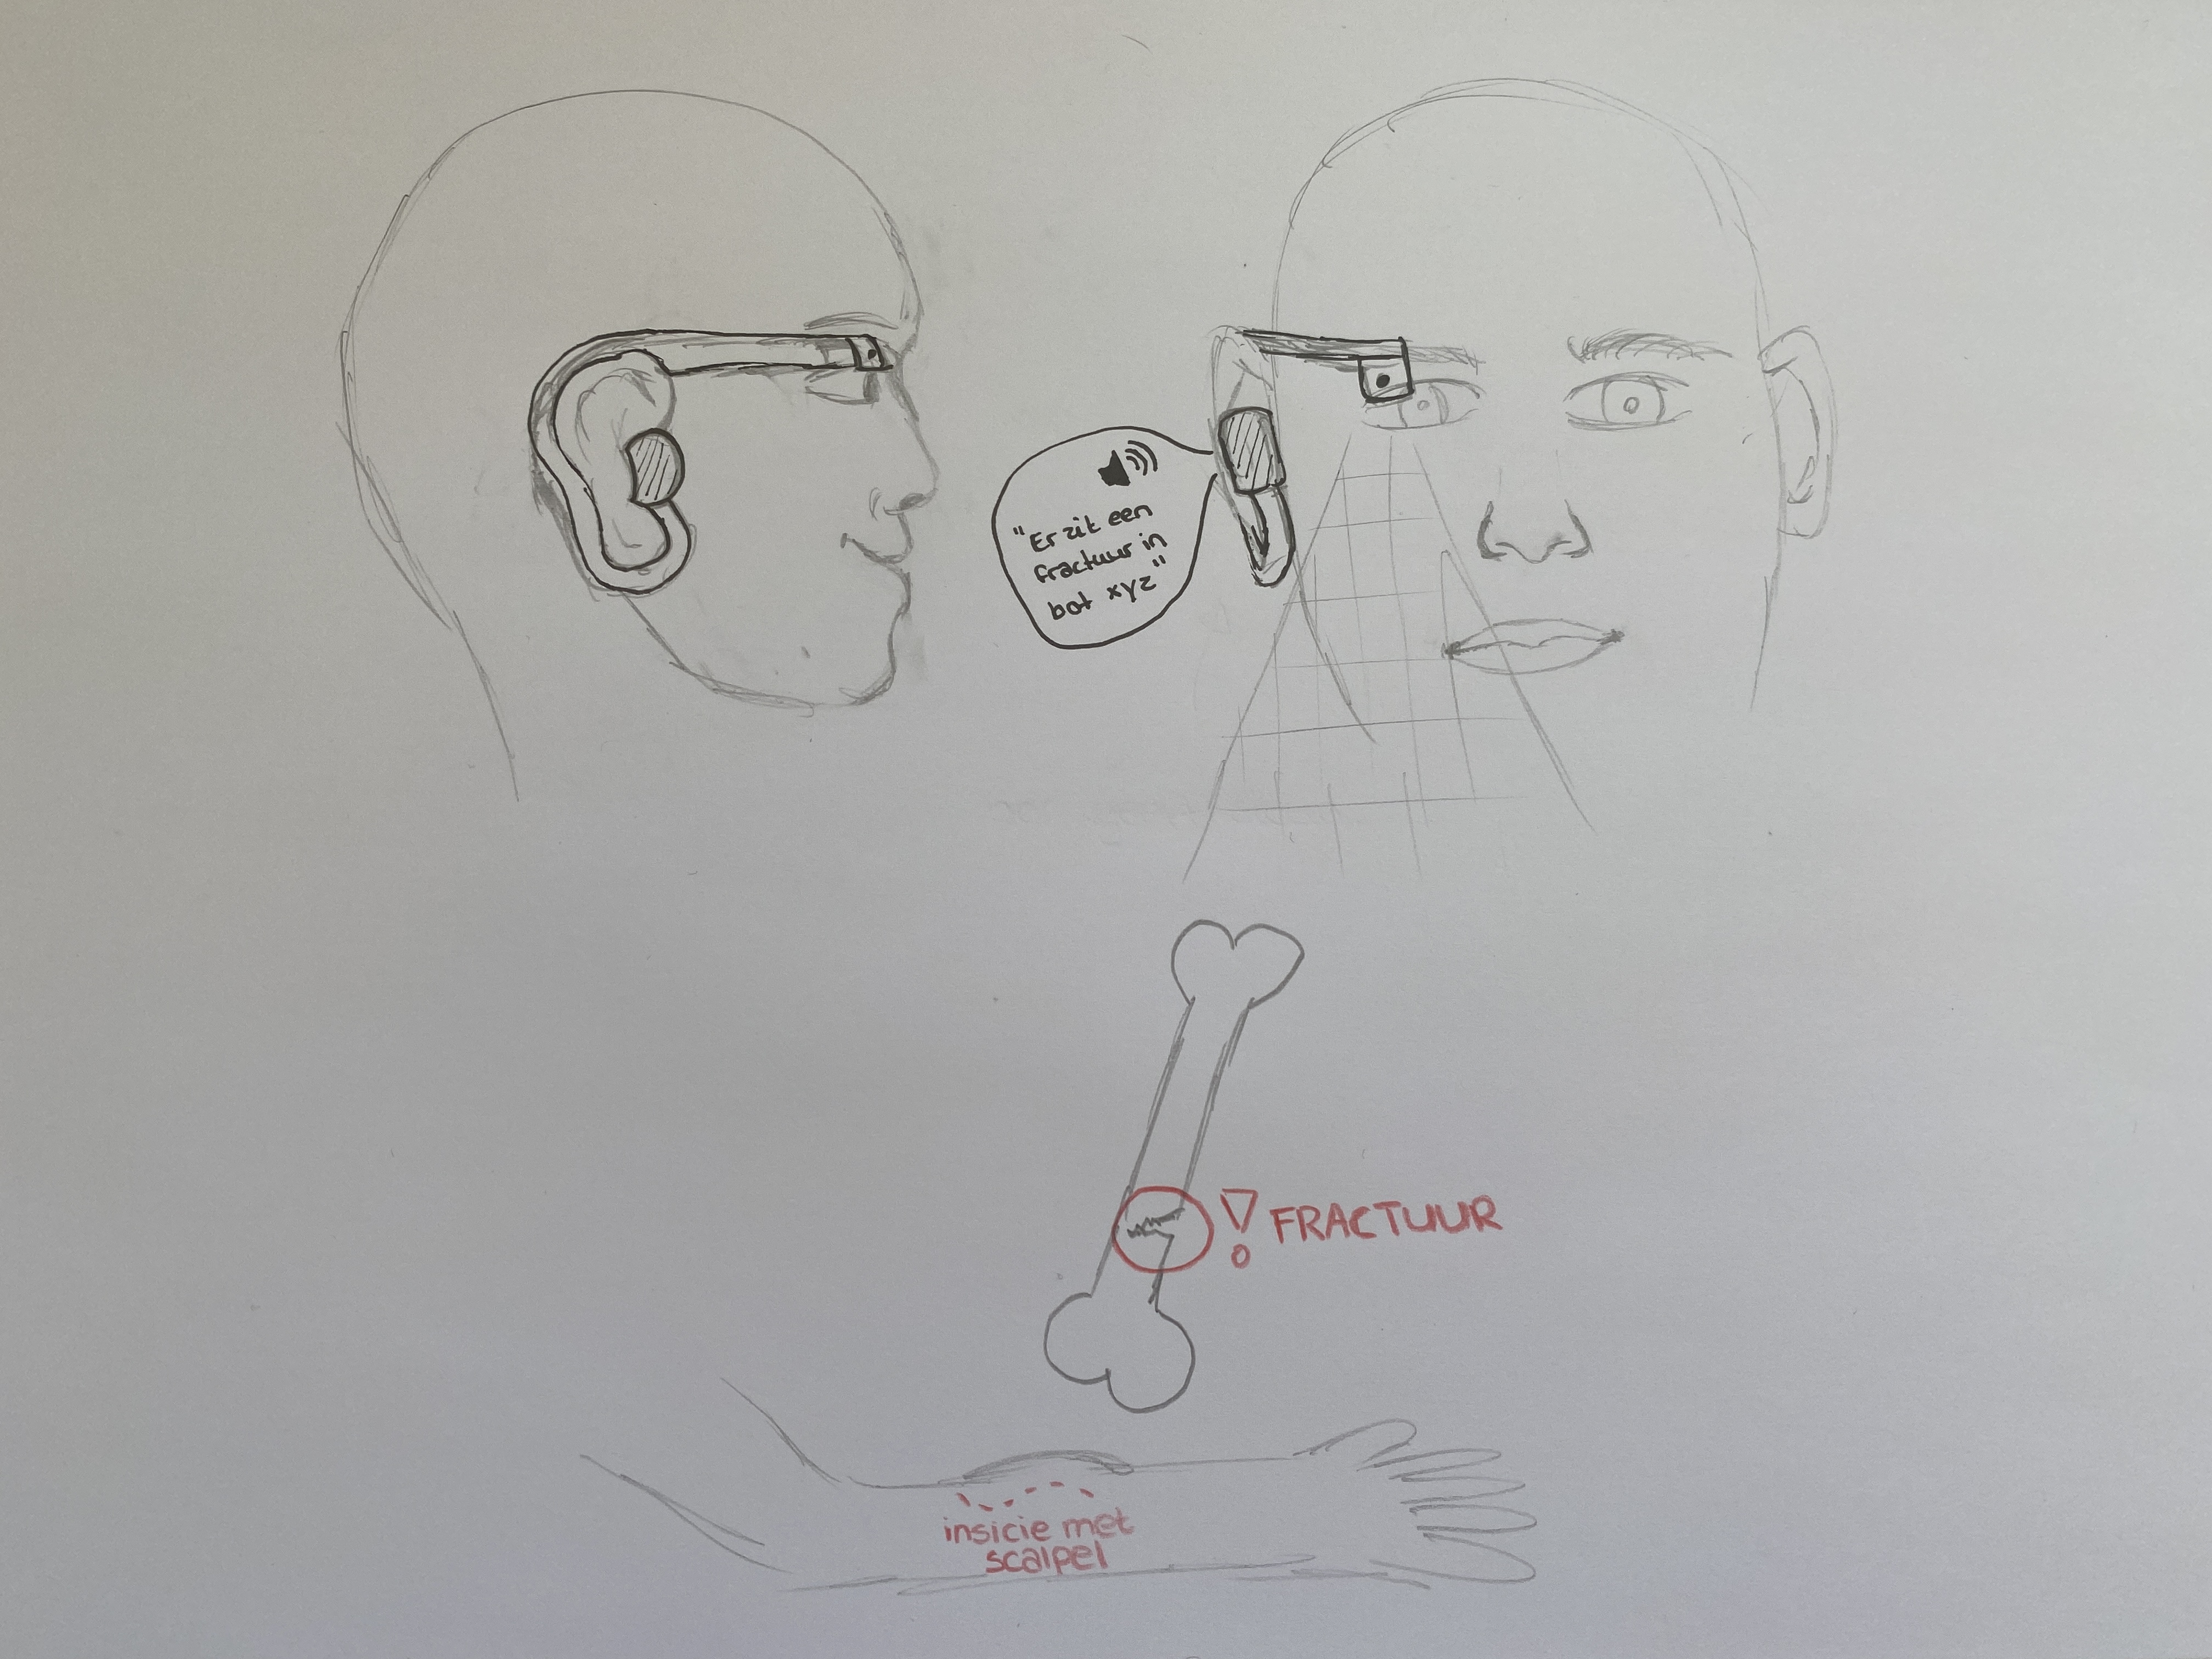 "Er zit een
fractuur in
bot xyz"
! FRACTUUR
insicie met
scalpel